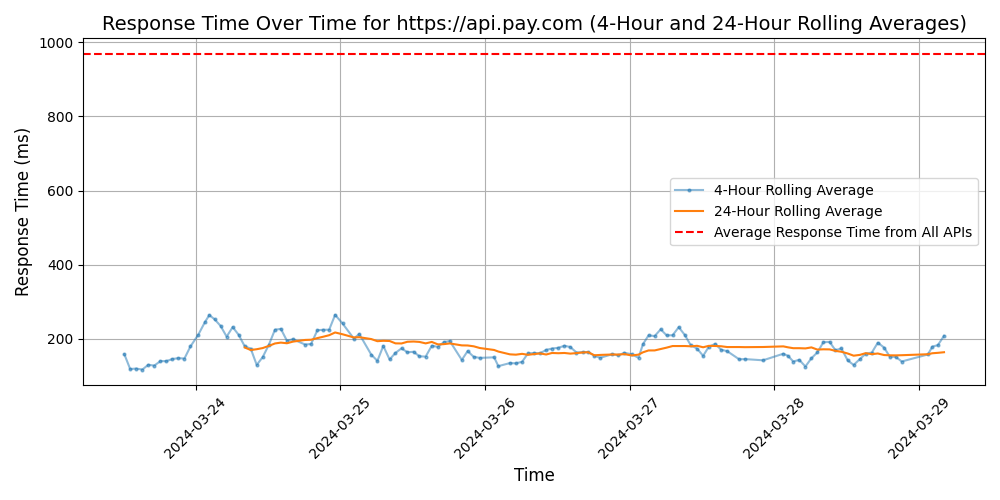 Response Time Over Time for https://api.pay.com (4-Hour and 24-Hour Rolling Averages)
1000
800
600
400
200
Response Time (ms)
4-Hour Rolling Average
24-Hour Rolling Average
Average Response Time from All APIs
2024-03-24
2024-03-25
2024-03-26
2024-03-27
2024-03-28
2024-03-29
Time